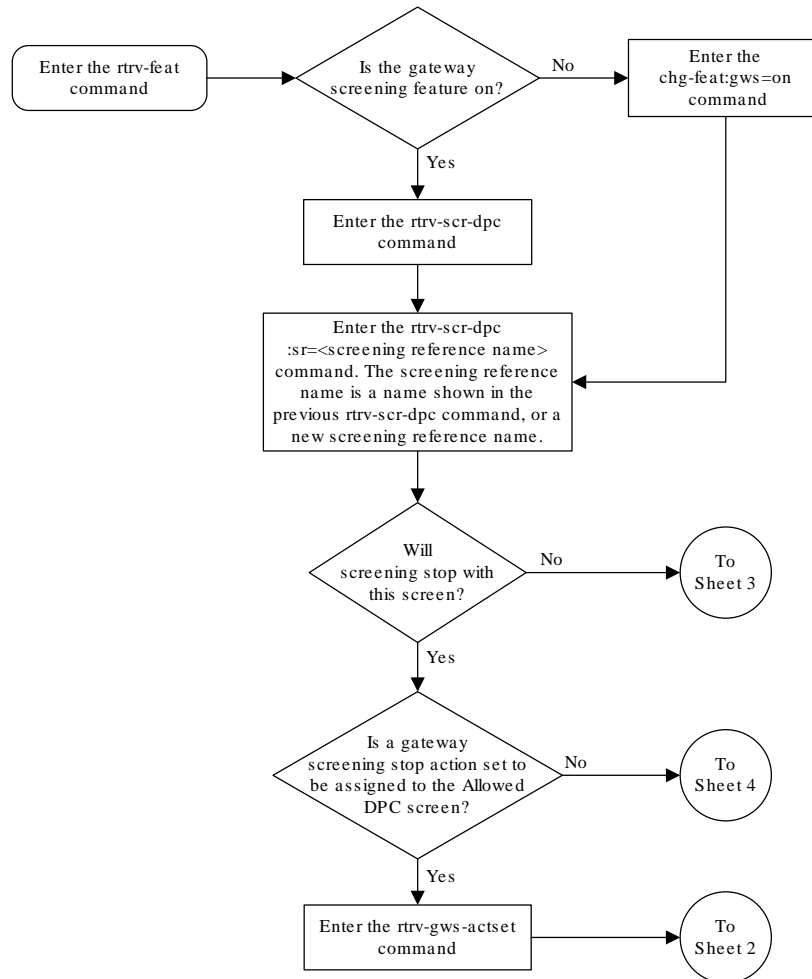 Enter the rtrv-feat
command
Is the gateway
screening feature on?
No
Enter the
chg-feat:gws=on
command
Yes
Enter the rtrv-scr-dpc
command
Enter the rtrv-scr-dpc
:sr=<screening reference name>
command. The screening reference
name is a name shown in the
previous rtrv-scr-dpc command, or a
new screening reference name.
Will
screening stop with
this screen?
No
To
Sheet 3
Yes
Is a gateway
screening stop action set to
be assigned to the Allowed
DPC screen?
No
To
Sheet 4
Yes
Enter the rtrv-gws-actset
command
To
Sheet 2